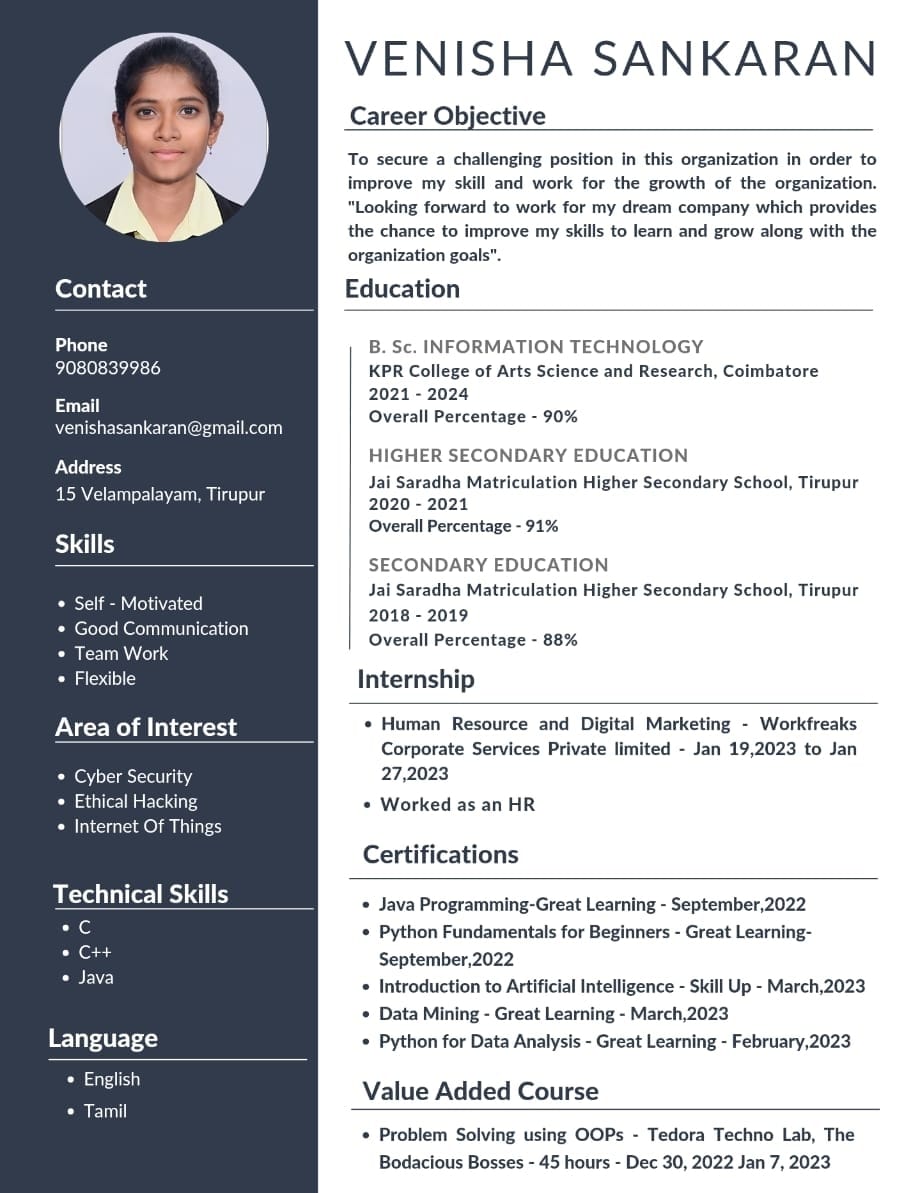 VENISHA SANKARAN
Career Objective
To secure a challenging position in this organization in order to
improve my skill and work for the growth of the organization.
"Looking forward to work for my dream company which provides
the chance to improve my skills to learn and grow along with the
organization goals".
Contact
Phone
9080839986
Email
venishasankaran@gmail.com
Address
15 Velampalayam, Tirupur
Skills
• Self - Motivated
• Good Communication
• Team Work
• Flexible
Area of Interest
• Cyber Security
• Ethical Hacking
• Internet Of Things
Technical Skills
• C
• C++
• Java
Language
• English
• Tamil
Education
B. Sc. INFORMATION TECHNOLOGY
KPR College of Arts Science and Research, Coimbatore
2021 - 2024
Overall Percentage - 90%
HIGHER SECONDARY EDUCATION
Jai Saradha Matriculation Higher Secondary School, Tirupur
2020 - 2021
Overall Percentage - 91%
SECONDARY EDUCATION
Jai Saradha Matriculation Higher Secondary School, Tirupur
2018 - 2019
Overall Percentage - 88%
Internship
• Human Resource and Digital Marketing - Workfreaks
Corporate Services Private limited - Jan 19,2023 to Jan
27,2023
• Worked as an HR
Certifications
• Java Programming-Great Learning - September,2022
• Python Fundamentals for Beginners - Great Learning-
September,2022
• Introduction to Artificial Intelligence - Skill Up - March,2023
• Data Mining - Great Learning - March,2023
• Python for Data Analysis - Great Learning - February,2023
Value Added Course
• Problem Solving using OOPs - Tedora Techno Lab, The
Bodacious Bosses - 45 hours - Dec 30, 2022 Jan 7, 2023